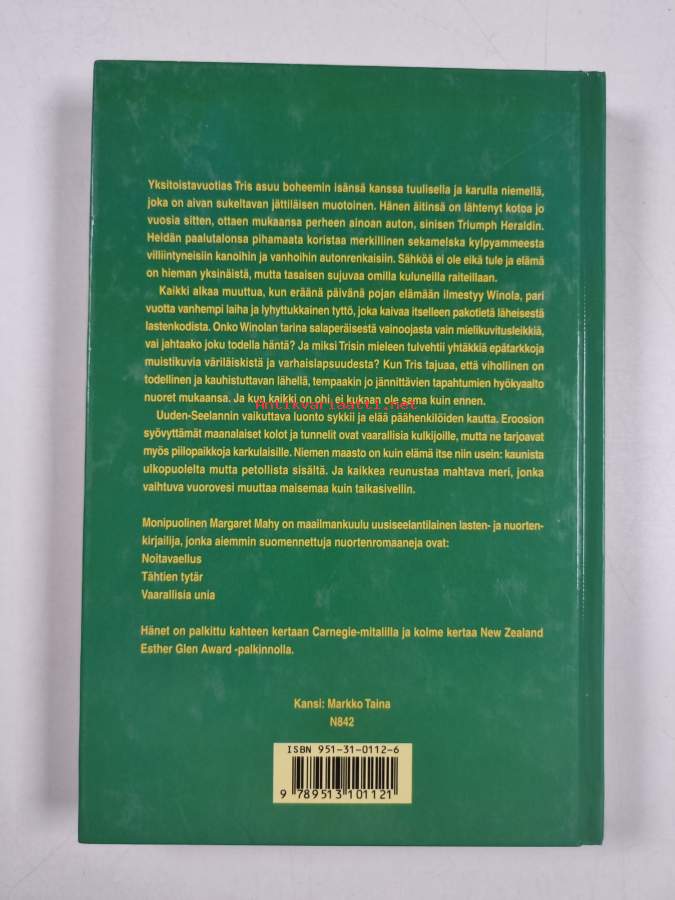 Yksitoistavuotias Tris asuu boheemin isänsä kanssa tuulisella ja karulla niemellä,
joka on aivan sukeltavan jättiläisen muotoinen. Hänen äitinsä on lähtenyt kotoa jo
vuosia sitten, ottaen mukaansa perheen ainoan auton, sinisen Triumph Heraldin.
Heidän paalutalonsa pihamaata koristaa merkillinen sekamelska kylpyammeesta
villiintyneisiin kanoihin ja vanhoihin autonrenkaisiin. Sähköä ei ole eikä tule ja elämä
on hieman yksinäistä, mutta tasaisen sujuvaa omilla kuluneilla raiteillaan.
Kaikki alkaa muuttua, kun eräänä päivänä pojan elämään ilmestyy Winola, pari
vuotta vanhempi laiha ja lyhyttukkainen tyttö, joka kaivaa itselleen pakotietä läheisestä
lastenkodista. Onko Winolan tarina salaperäisestä vainoojasta vain mielikuvitusleikkiä,
vai jahtaako joku todella häntä? Ja miksi Trisin mieleen tulvehtii yhtäkkiä epätarkkoja
muistikuvia väriläiskistä ja varhaislapsuudesta? Kun Tris tajuaa, että vihollinen on
todellinen ja kauhistuttavan lähellä, tempaakin jo jännittävien tapahtumien hyökyaalto
nuoret mukaansa. Ja kun kaikki on ohi, ei kukaan ole sama kuin ennen.
Antikvariaatti.net
Uuden-Seelannin vaikuttava luonto sykkii ja elää päähenkilöiden kautta. Eroosion
syövyttämät maanalaiset kolot ja tunnelit ovat vaarallisia kulkijoille, mutta ne tarjoavat
myös piilopaikkoja karkulaisille. Niemen maasto on kuin elämä itse niin usein: kaunista
ulkopuolelta mutta petollista sisältä. Ja kaikkea reunustaa mahtava meri, jonka
vaihtuva vuorovesi muuttaa maisemaa kuin taikasivellin.
Monipuolinen Margaret Mahy on maailmankuulu uusiseelantilainen lasten- ja nuorten-
kirjailija, jonka aiemmin suomennettuja nuortenromaaneja ovat:
Noitavaellus
Tähtien tytär
Vaarallisia unia
Hänet on palkittu kahteen kertaan Carnegie-mitalilla ja kolme kertaa New Zealand
Esther Glen Award -palkinnolla.
Kansi: Markko Taina
N842
ISBN 951-31-0112-6
9 789513 101121